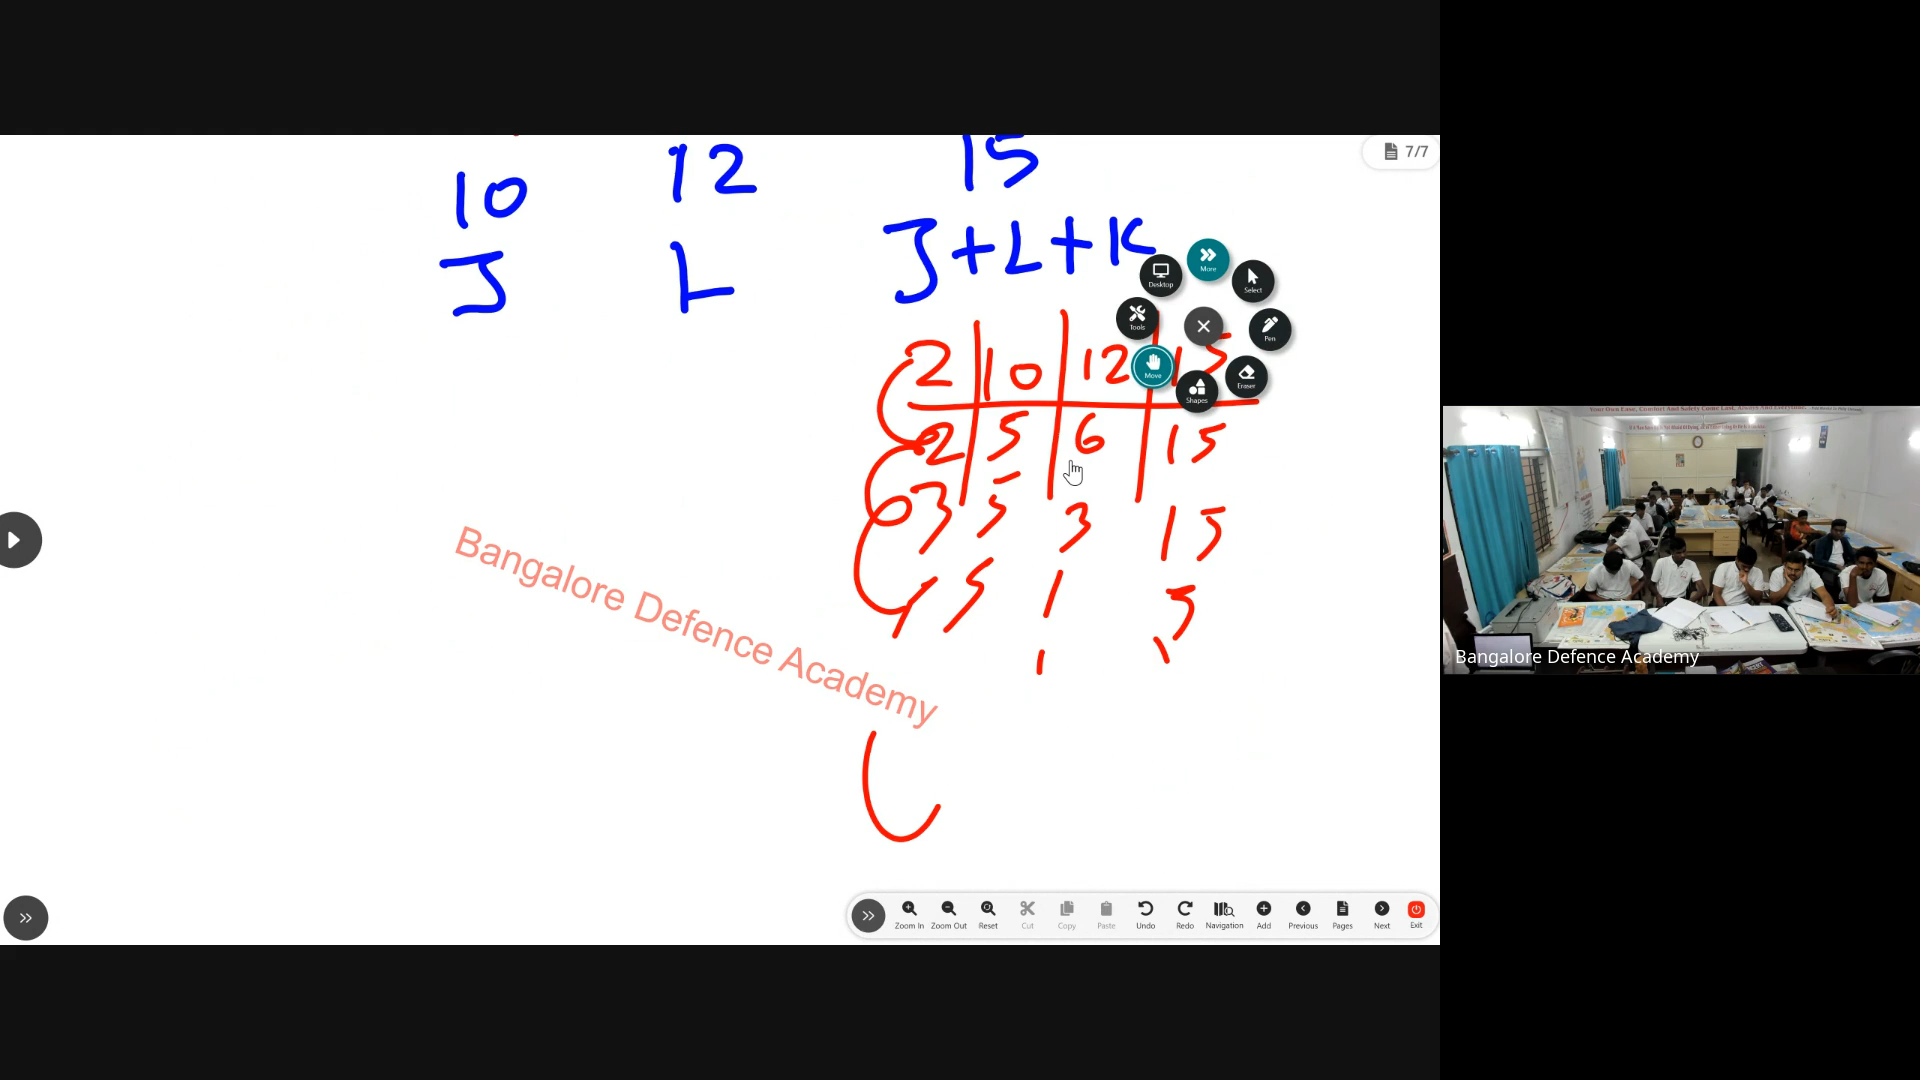 10 12 15
J L J+L+K
7/7
More
Desktop
Select
Tools
Pen
Move
Eraser
Shapes
2 10 12 15
2 5 6 15
3 5 3 15
5 1 5
1 1
Bangalore Defence Academy
Bangalore Defence Academy
Zoom In Zoom Out Reset Cut Copy Paste Undo Redo Navigation Add Previous Pages Next Exit